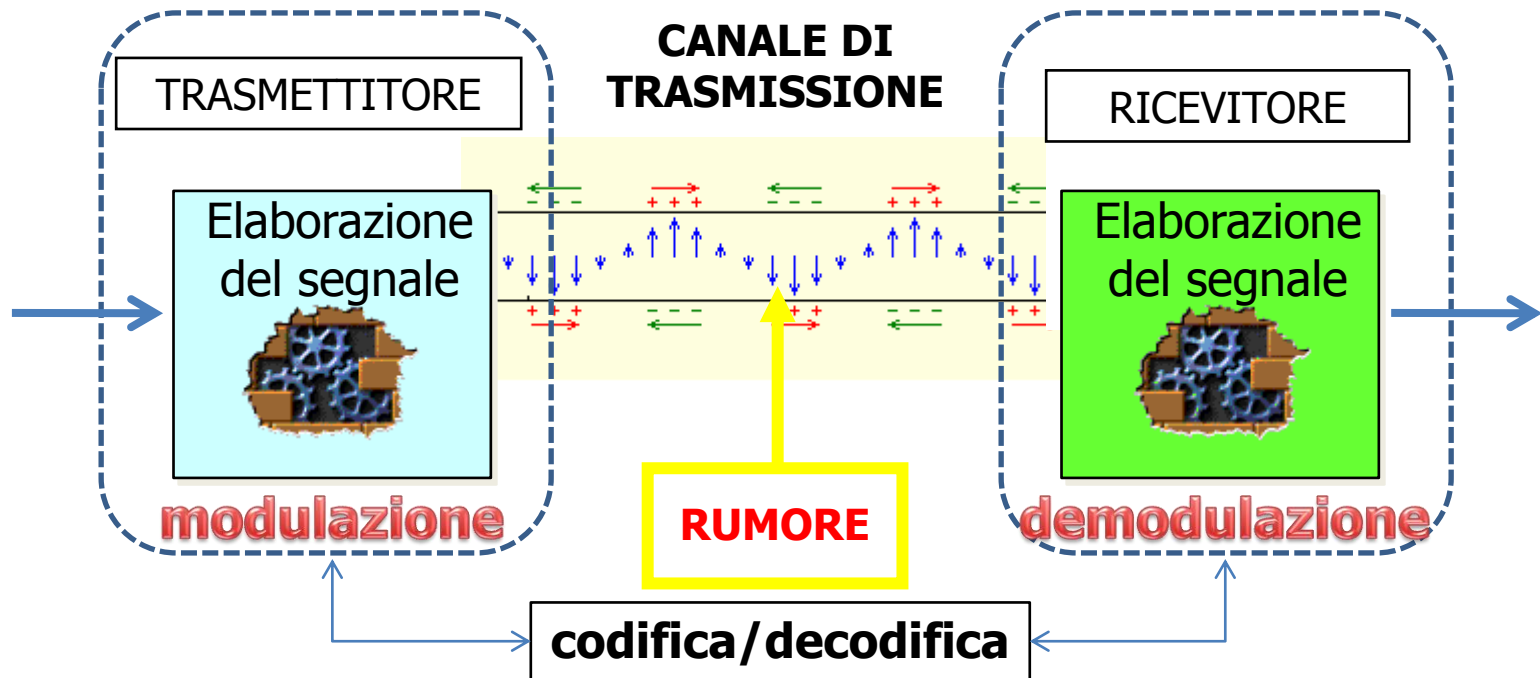 CANALE DI
TRASMISSIONE
TRASMETTITORE
RICEVITORE
Elaborazione
del segnale
Elaborazione
del segnale
modulazione
RUMORE
demodulazione
codifica/decodifica